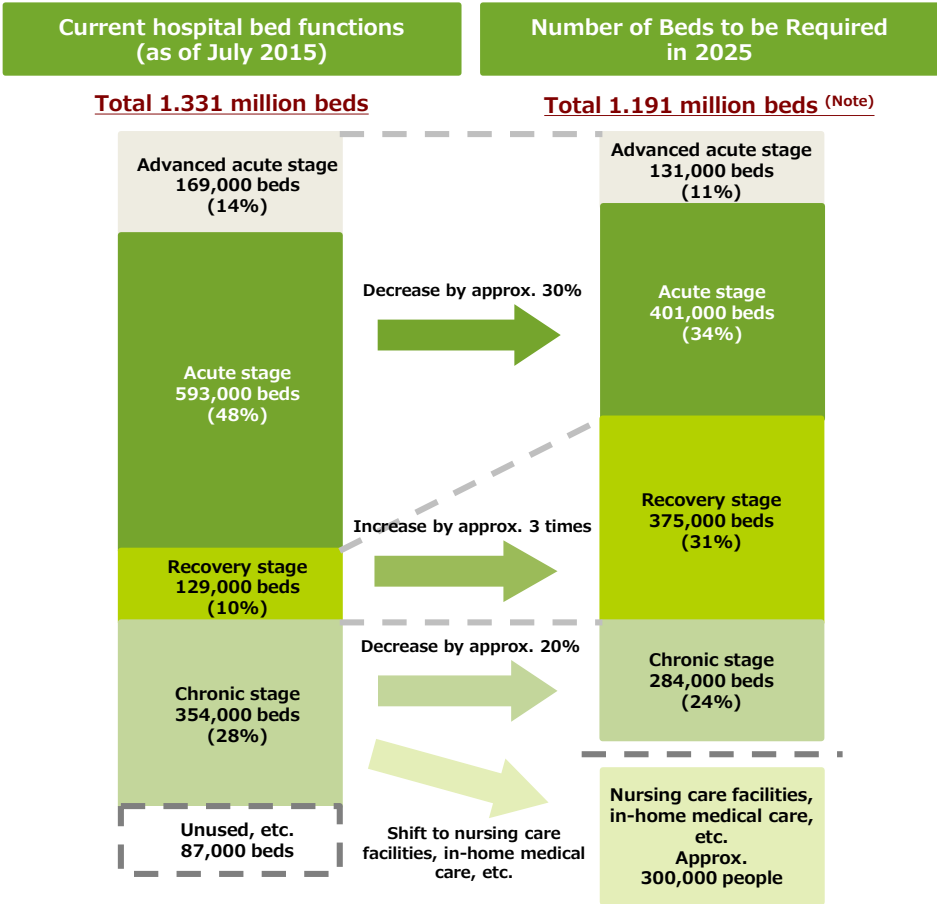 Current hospital bed functions
(as of July 2015)
Number of Beds to be Required
in 2025
Total 1.331 million beds
Total 1.191 million beds (Note)
Advanced acute stage
169,000 beds
(14%)
Advanced acute stage
131,000 beds
(11%)
Decrease by approx. 30%
Acute stage
593,000 beds
(48%)
Acute stage
401,000 beds
(34%)
Increase by approx. 3 times
Recovery stage
129,000 beds
(10%)
Recovery stage
375,000 beds
(31%)
Decrease by approx. 20%
Chronic stage
354,000 beds
(28%)
Chronic stage
284,000 beds
(24%)
Unused, etc.
87,000 beds
Shift to nursing care
facilities, in-home medical
care, etc.
Nursing care facilities,
in-home medical care,
etc.
Approx.
300,000 people